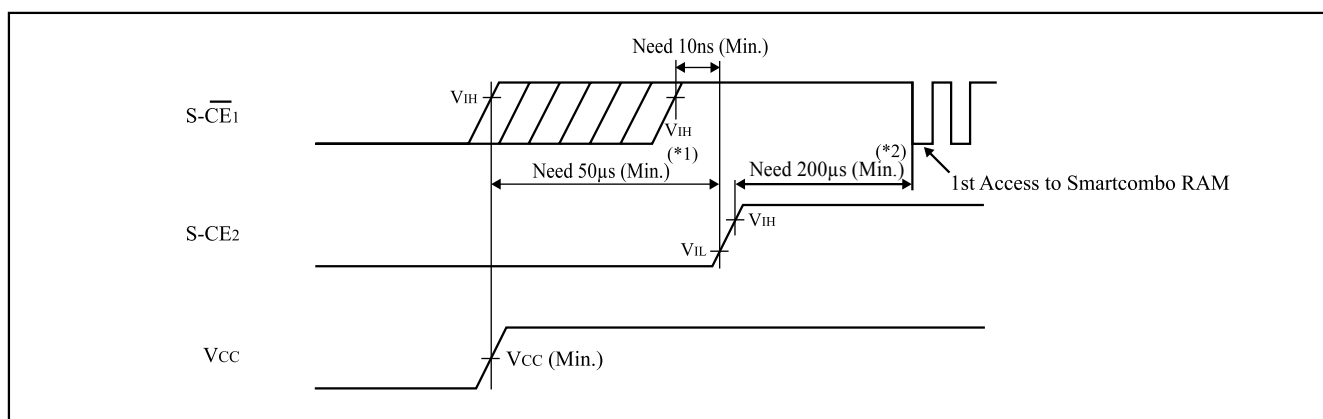 Need 10ns (Min.)
S-CE1
VIH
VIH
(*1)
(*2)
Need 50µs (Min.)
Need 200µs (Min.)
1st Access to Smartcombo RAM
S-CE2
VIH
VIL
VCC
VCC (Min.)